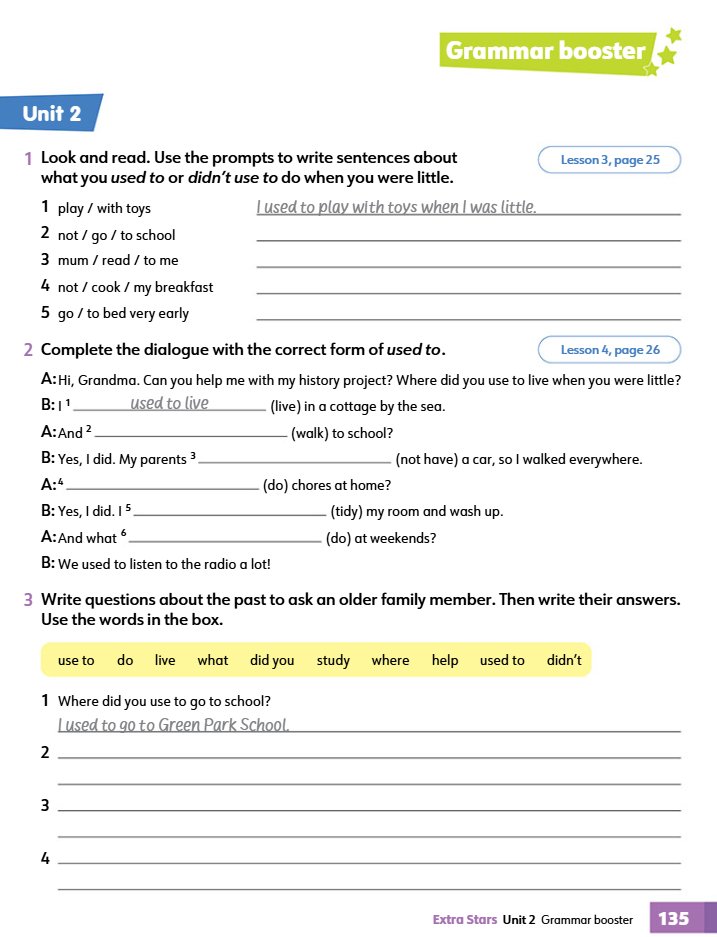 Grammar booster
Unit 2
1 Look and read. Use the prompts to write sentences about
what you used to or didn't use to do when you were little.
Lesson 3, page 25
1 play / with toys I used to play with toys when I was little.
2 not / go / to school
3 mum / read / to me
4 not / cook / my breakfast
5 go / to bed very early
2 Complete the dialogue with the correct form of used to.
Lesson 4, page 26
A: Hi, Grandma. Can you help me with my history project? Where did you use to live when you were little?
B: I 1 used to live (live) in a cottage by the sea.
A: And 2 (walk) to school?
B: Yes, I did. My parents 3 (not have) a car, so I walked everywhere.
A: 4 (do) chores at home?
B: Yes, I did. I 5 (tidy) my room and wash up.
A: And what 6 (do) at weekends?
B: We used to listen to the radio a lot!
3 Write questions about the past to ask an older family member. Then write their answers.
Use the words in the box.
use to do live what did you study where help used to didn't
1 Where did you use to go to school?
I used to go to Green Park School.
2
3
4
Extra Stars Unit 2 Grammar booster 135